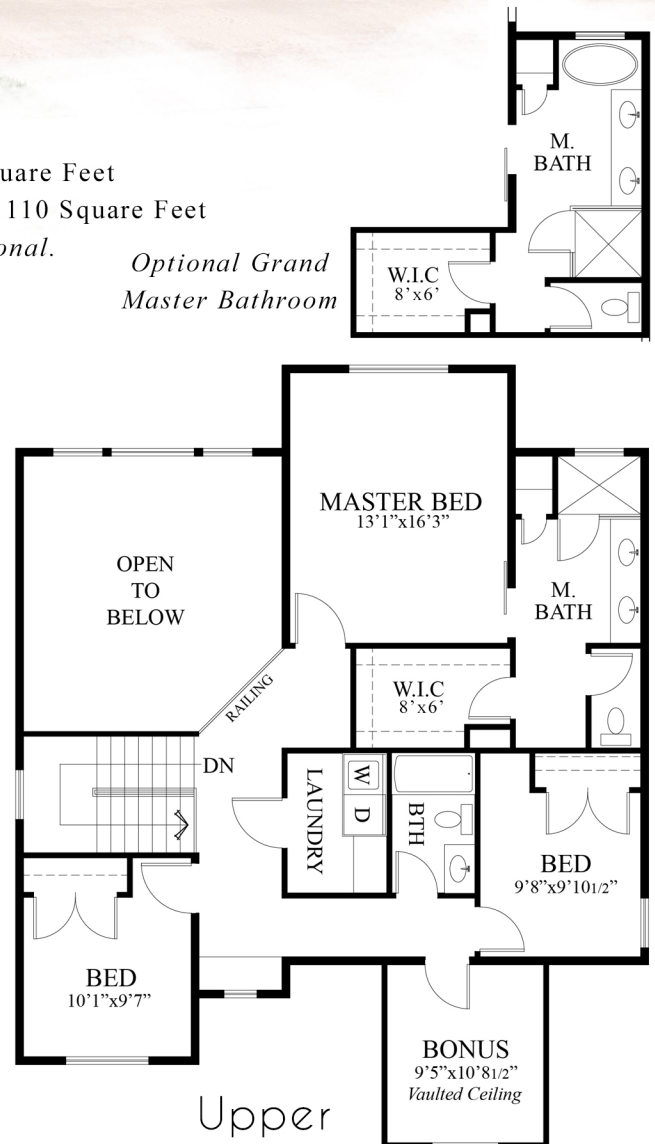 uare Feet
110 Square Feet
onal.
Optional Grand
Master Bathroom
M.
BATH
W.I.C
8'x6'
MASTER BED
13'1"x16'3"
OPEN
TO
BELOW
M.
BATH
RAILING
W.I.C
8'x6'
DN
LAUNDRY
W
D
BTH
BED
9'8"x9'10 1/2"
BED
10'1"x9'7"
BONUS
9'5"x10'8 1/2"
Vaulted Ceiling
Upper